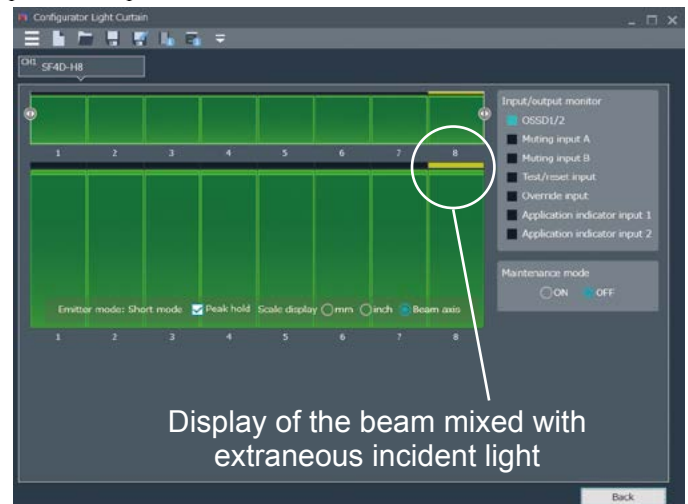 Configurator Light Curtain
CH1 SF4D-H8
1 2 3 4 5 6 7 8
Emitter mode: Short mode Peak hold Scale display mm inch Beam axis
1 2 3 4 5 6 7 8
Input/output monitor
OSSD1/2
Muting input A
Muting input B
Test/reset input
Override input
Application indicator input 1
Application indicator input 2
Maintenance mode
ON OFF
Display of the beam mixed with
extraneous incident light
Back